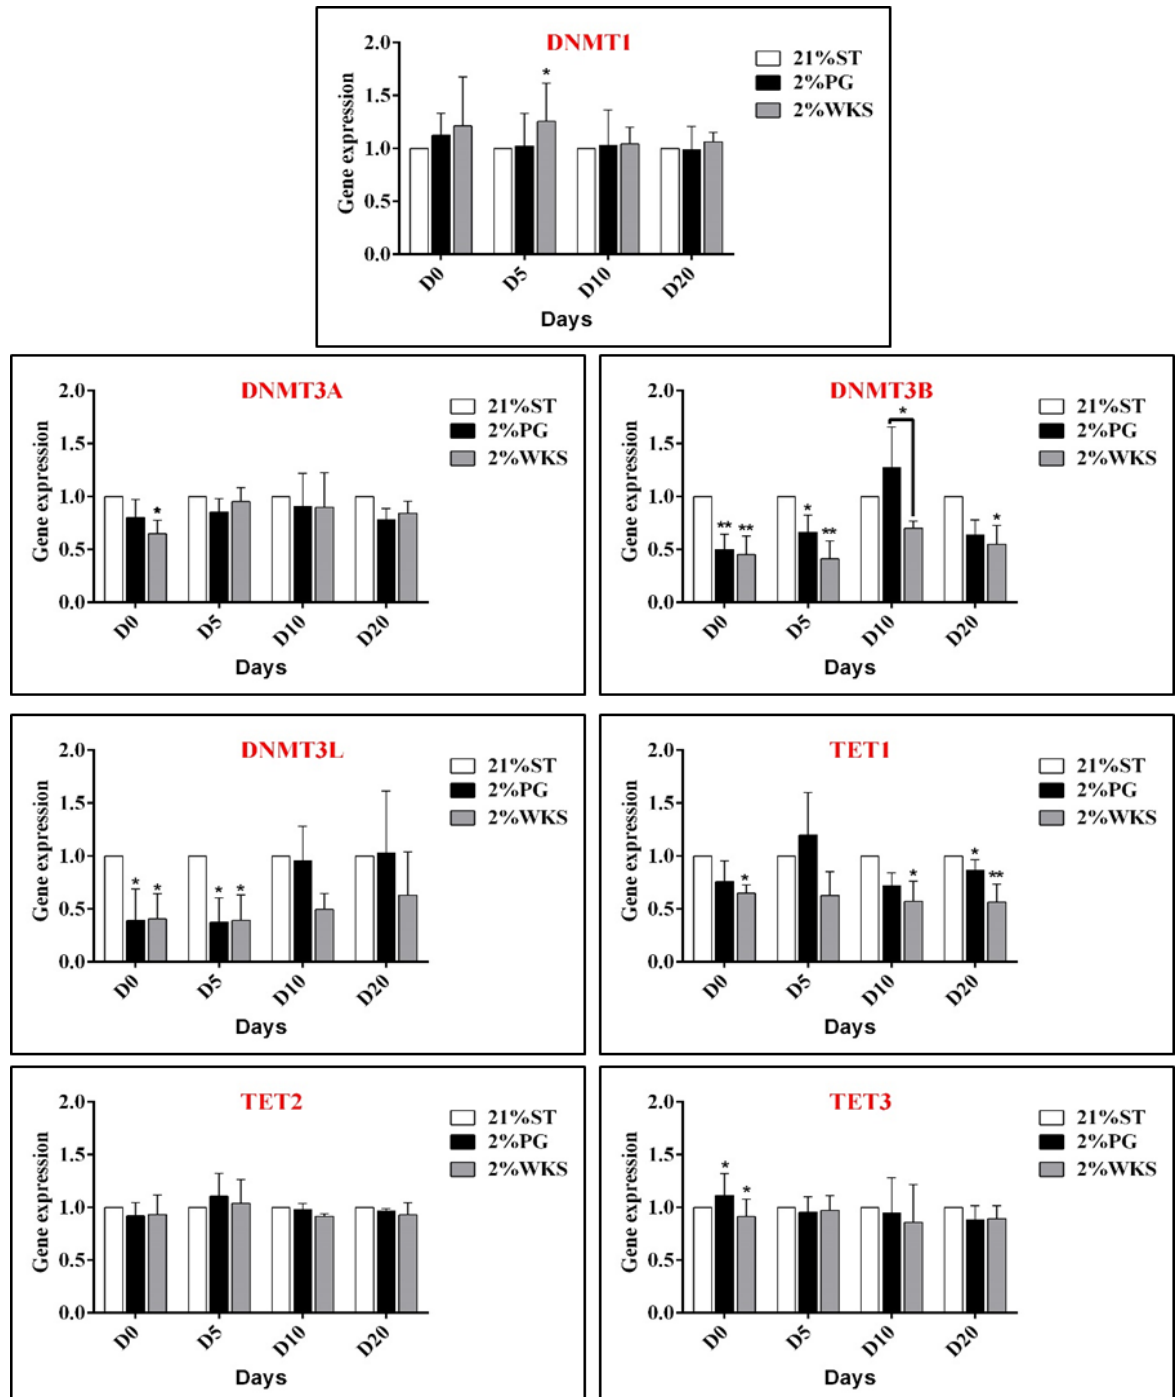 DNMT1
2.0
1.5
1.0
0.5
0.0
Gene expression
D0 D5 D10 D20
Days
21%ST
2%PG
2%WKS
*
DNMT3A
2.0
1.5
1.0
0.5
0.0
Gene expression
D0 D5 D10 D20
Days
21%ST
2%PG
2%WKS
*
DNMT3B
2.0
1.5
1.0
0.5
0.0
Gene expression
D0 D5 D10 D20
Days
21%ST
2%PG
2%WKS
** ** * ** * *
DNMT3L
2.0
1.5
1.0
0.5
0.0
Gene expression
D0 D5 D10 D20
Days
21%ST
2%PG
2%WKS
* * * *
TET1
2.0
1.5
1.0
0.5
0.0
Gene expression
D0 D5 D10 D20
Days
21%ST
2%PG
2%WKS
* * * **
TET2
2.0
1.5
1.0
0.5
0.0
Gene expression
D0 D5 D10 D20
Days
21%ST
2%PG
2%WKS
TET3
2.0
1.5
1.0
0.5
0.0
Gene expression
D0 D5 D10 D20
Days
21%ST
2%PG
2%WKS
* *